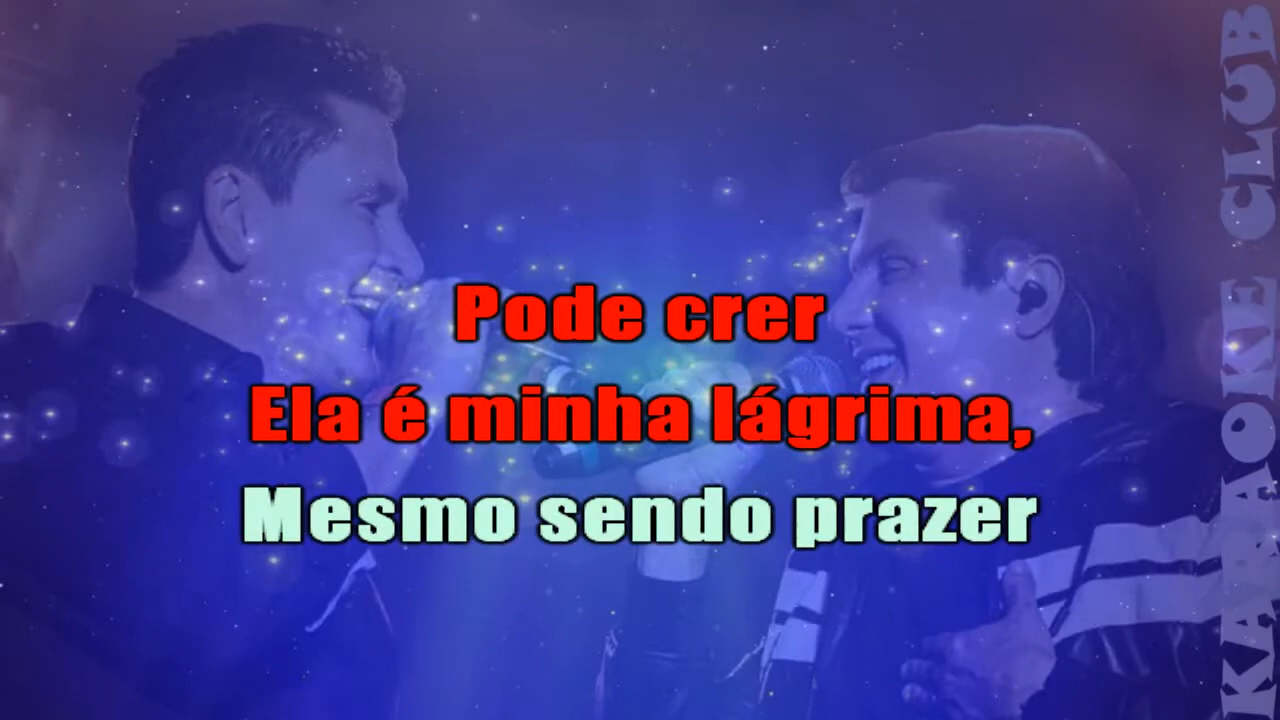 Pode crer
Ela é minha lágrima,
Mesmo sendo prazer
KARAOKE CLUB